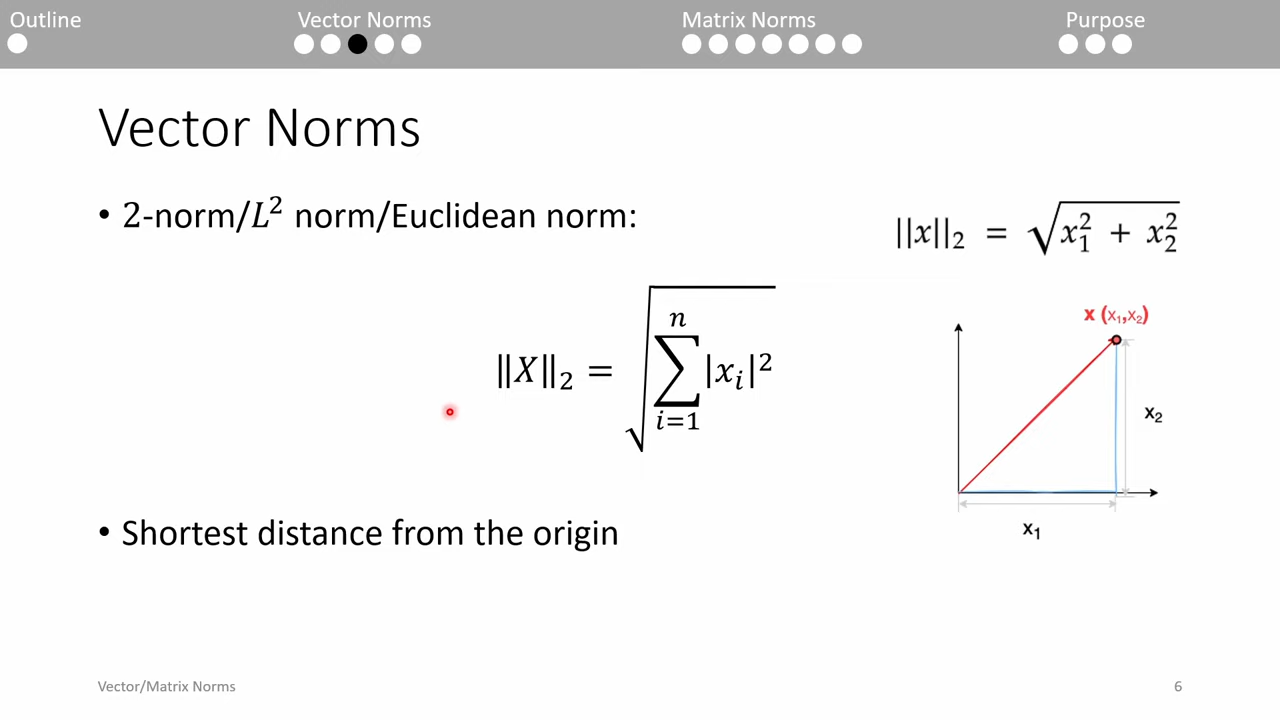 Outline
Vector Norms
Matrix Norms
Purpose
Vector Norms
• 2-norm/𝐿² norm/Euclidean norm:
||x||₂ = √(x₁² + x₂²)
‖𝑋‖₂ = √(∑ᵢ₌₁ⁿ |𝑥ᵢ|²)
x (x₁,x₂)
x₂
x₁
• Shortest distance from the origin
Vector/Matrix Norms
6